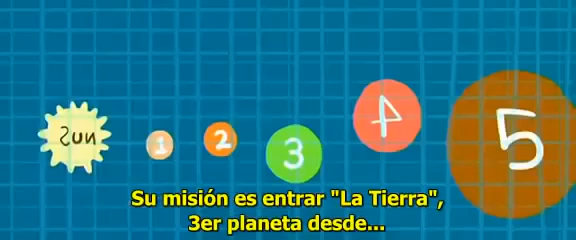 Sun 1 2 3 4 5
Su misión es entrar "La Tierra",
3er planeta desde...